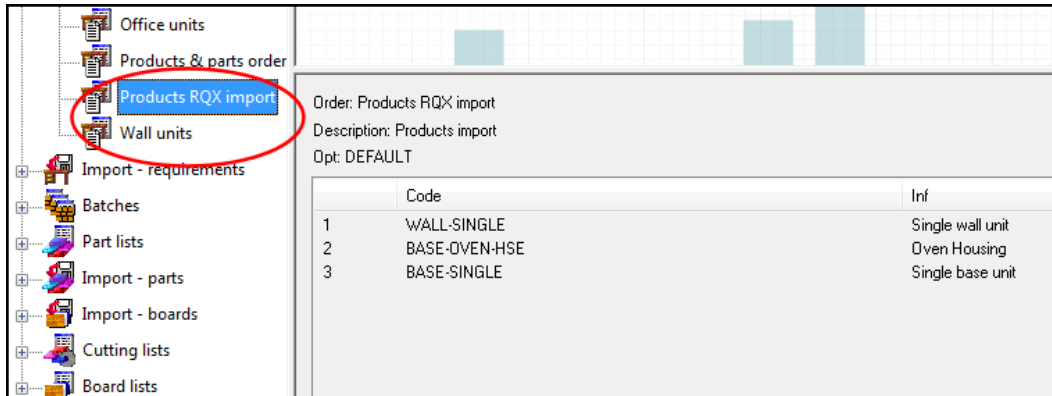 Office units
Products & parts order
Products RQX import
Wall units
Import - requirements
Batches
Part lists
Import - parts
Import - boards
Cutting lists
Board lists
Order: Products RQX import
Description: Products import
Opt: DEFAULT
Code Inf
1 WALL-SINGLE Single wall unit
2 BASE-OVEN-HSE Oven Housing
3 BASE-SINGLE Single base unit